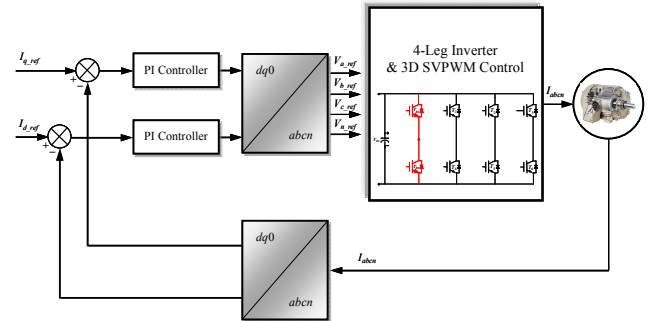 I_q_ref
+
−
PI Controller
dq0
abcn
V_a_ref
V_b_ref
V_c_ref
V_n_ref
4-Leg Inverter
& 3D SVPWM Control
I_abcn
I_d_ref
+
−
PI Controller
dq0
abcn
I_abcn